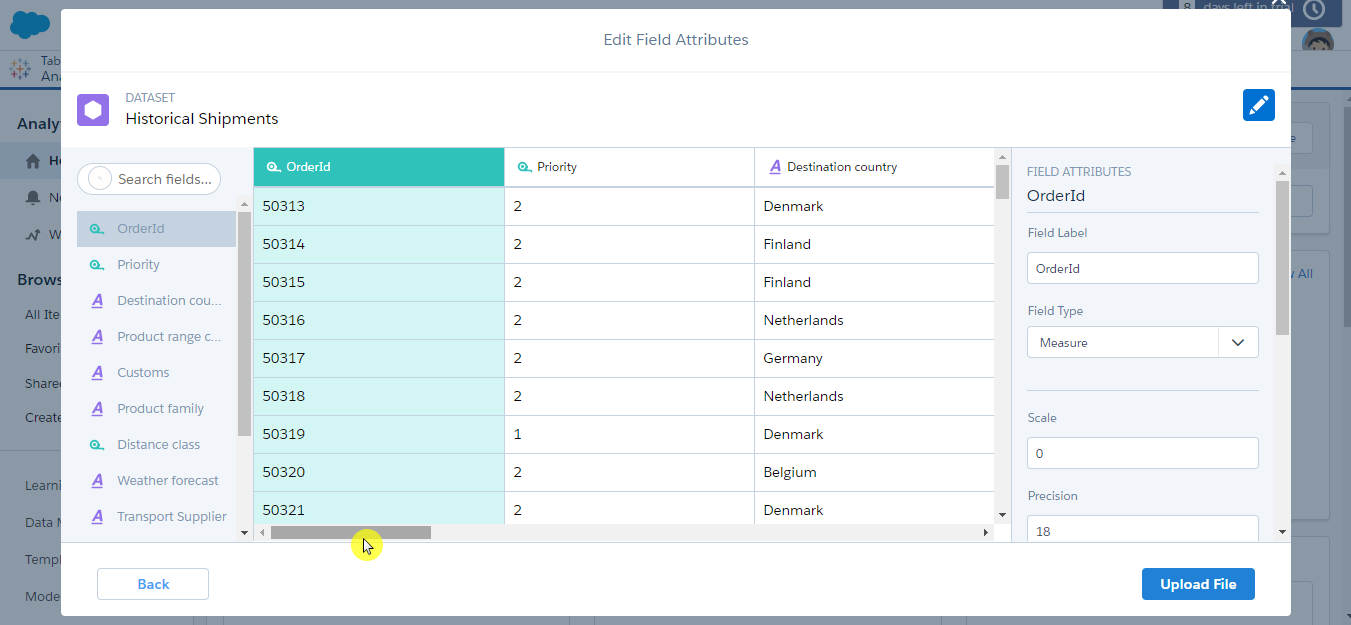 8 days left in trial
Edit Field Attributes
DATASET
Historical Shipments
Search fields...
OrderId
Priority
Destination cou...
Product range c...
Customs
Product family
Distance class
Weather forecast
Transport Supplier
OrderId Priority Destination country
50313 2 Denmark
50314 2 Finland
50315 2 Finland
50316 2 Netherlands
50317 2 Germany
50318 2 Netherlands
50319 1 Denmark
50320 2 Belgium
50321 2 Denmark
FIELD ATTRIBUTES
OrderId
Field Label
OrderId
Field Type
Measure
Scale
0
Precision
18
Back
Upload File
Tab
Ana
Analy
H
N
W
Brows
All Ite
Favori
Share
Create
Learni
Data M
Templ
Mode
e
All